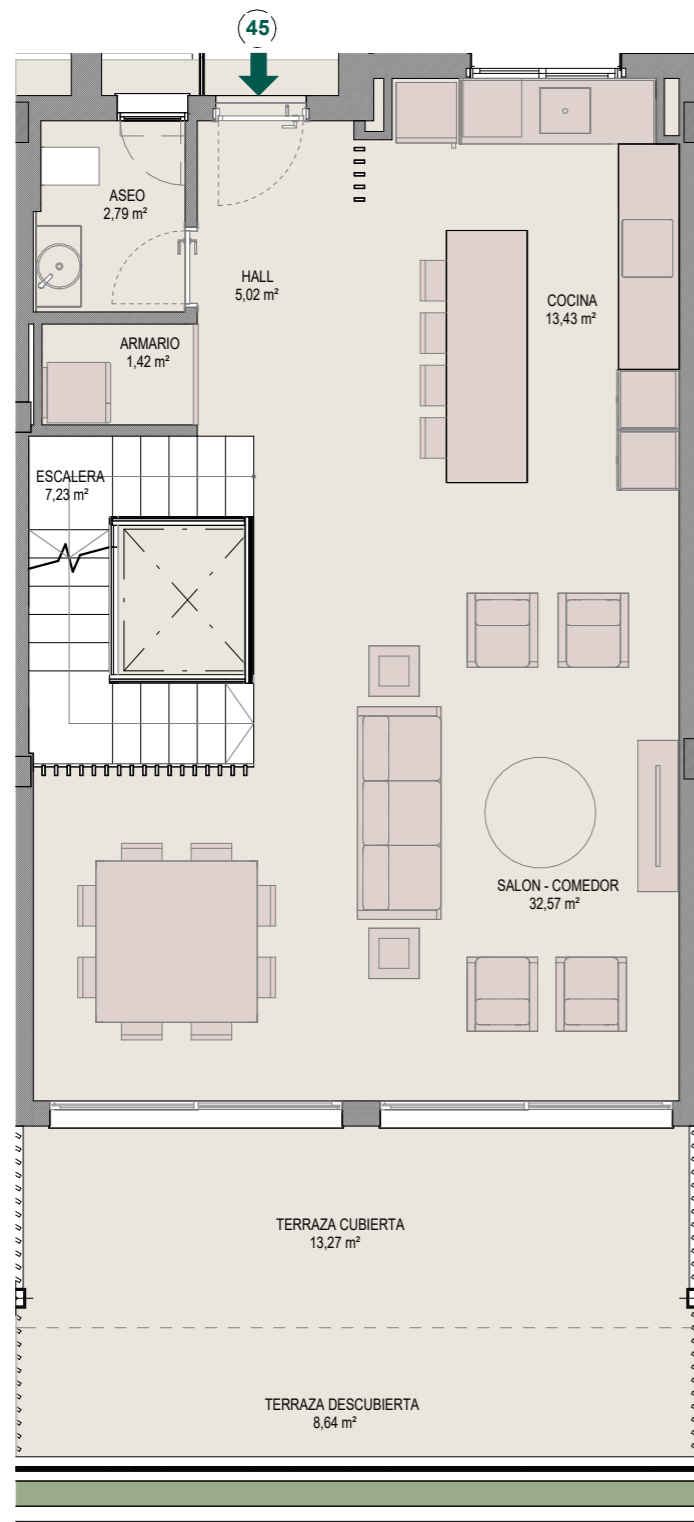 45
ASEO
2,79 m²
HALL
5,02 m²
COCINA
13,43 m²
ARMARIO
1,42 m²
ESCALERA
7,23 m²
SALON - COMEDOR
32,57 m²
TERRAZA CUBIERTA
13,27 m²
TERRAZA DESCUBIERTA
8,64 m²